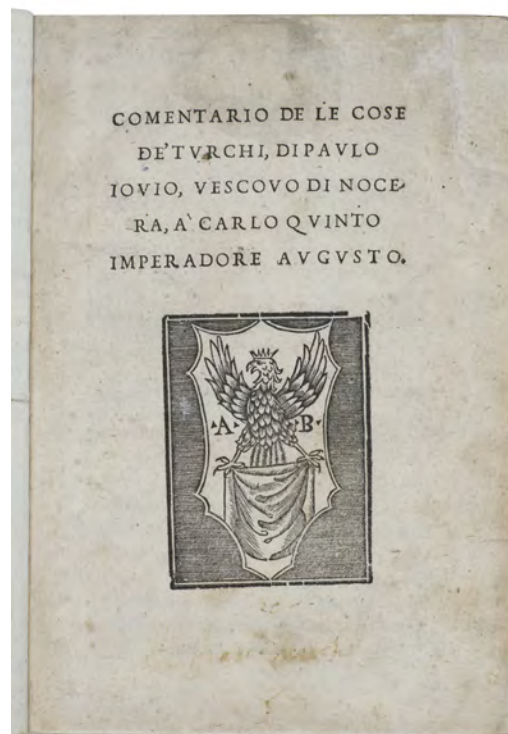 COMENTARIO DE LE COSE
DE'TVRCHI, DI PAVLO
IOVIO, VESCOVO DI NOCE-
RA, A' CARLO QVINTO
IMPERADORE AVGVSTO.
A B